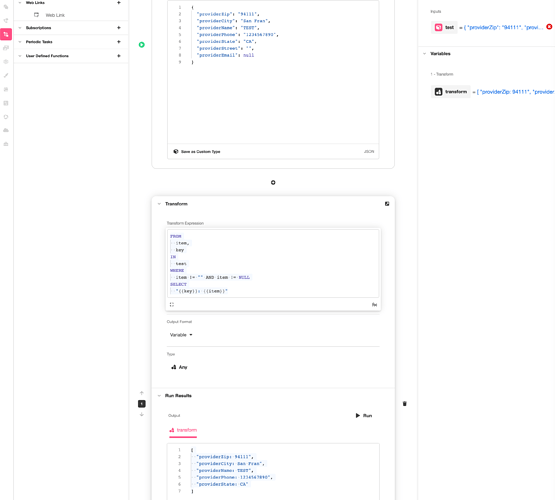 Web Links
Web Link
Subscriptions
Periodic Tasks
User Defined Functions
1 {
2 "providerZip": "94111",
3 "providerCity": "San Fran",
4 "providerName": "TEST",
5 "providerPhone": "1234567890",
6 "providerState": "CA",
7 "providerStreet": "",
8 "providerEmail": null
9 }
Save as Custom Type
JSON
Transform
Transform Expression
FROM
item,
key
IN
test
WHERE
item != "" AND item != NULL
SELECT
"{{key}}: {{item}}"
Output Format
Variable
Type
Any
1
Run Results
Output
Run
transform
1 [
2 "providerZip: 94111",
3 "providerCity: San Fran",
4 "providerName: TEST",
5 "providerPhone: 1234567890",
6 "providerState: CA"
7 ]
Inputs
test = { "providerZip": "94111", "provi...
Variables
1 - Transform
transform = [ "providerZip: 94111", "provider